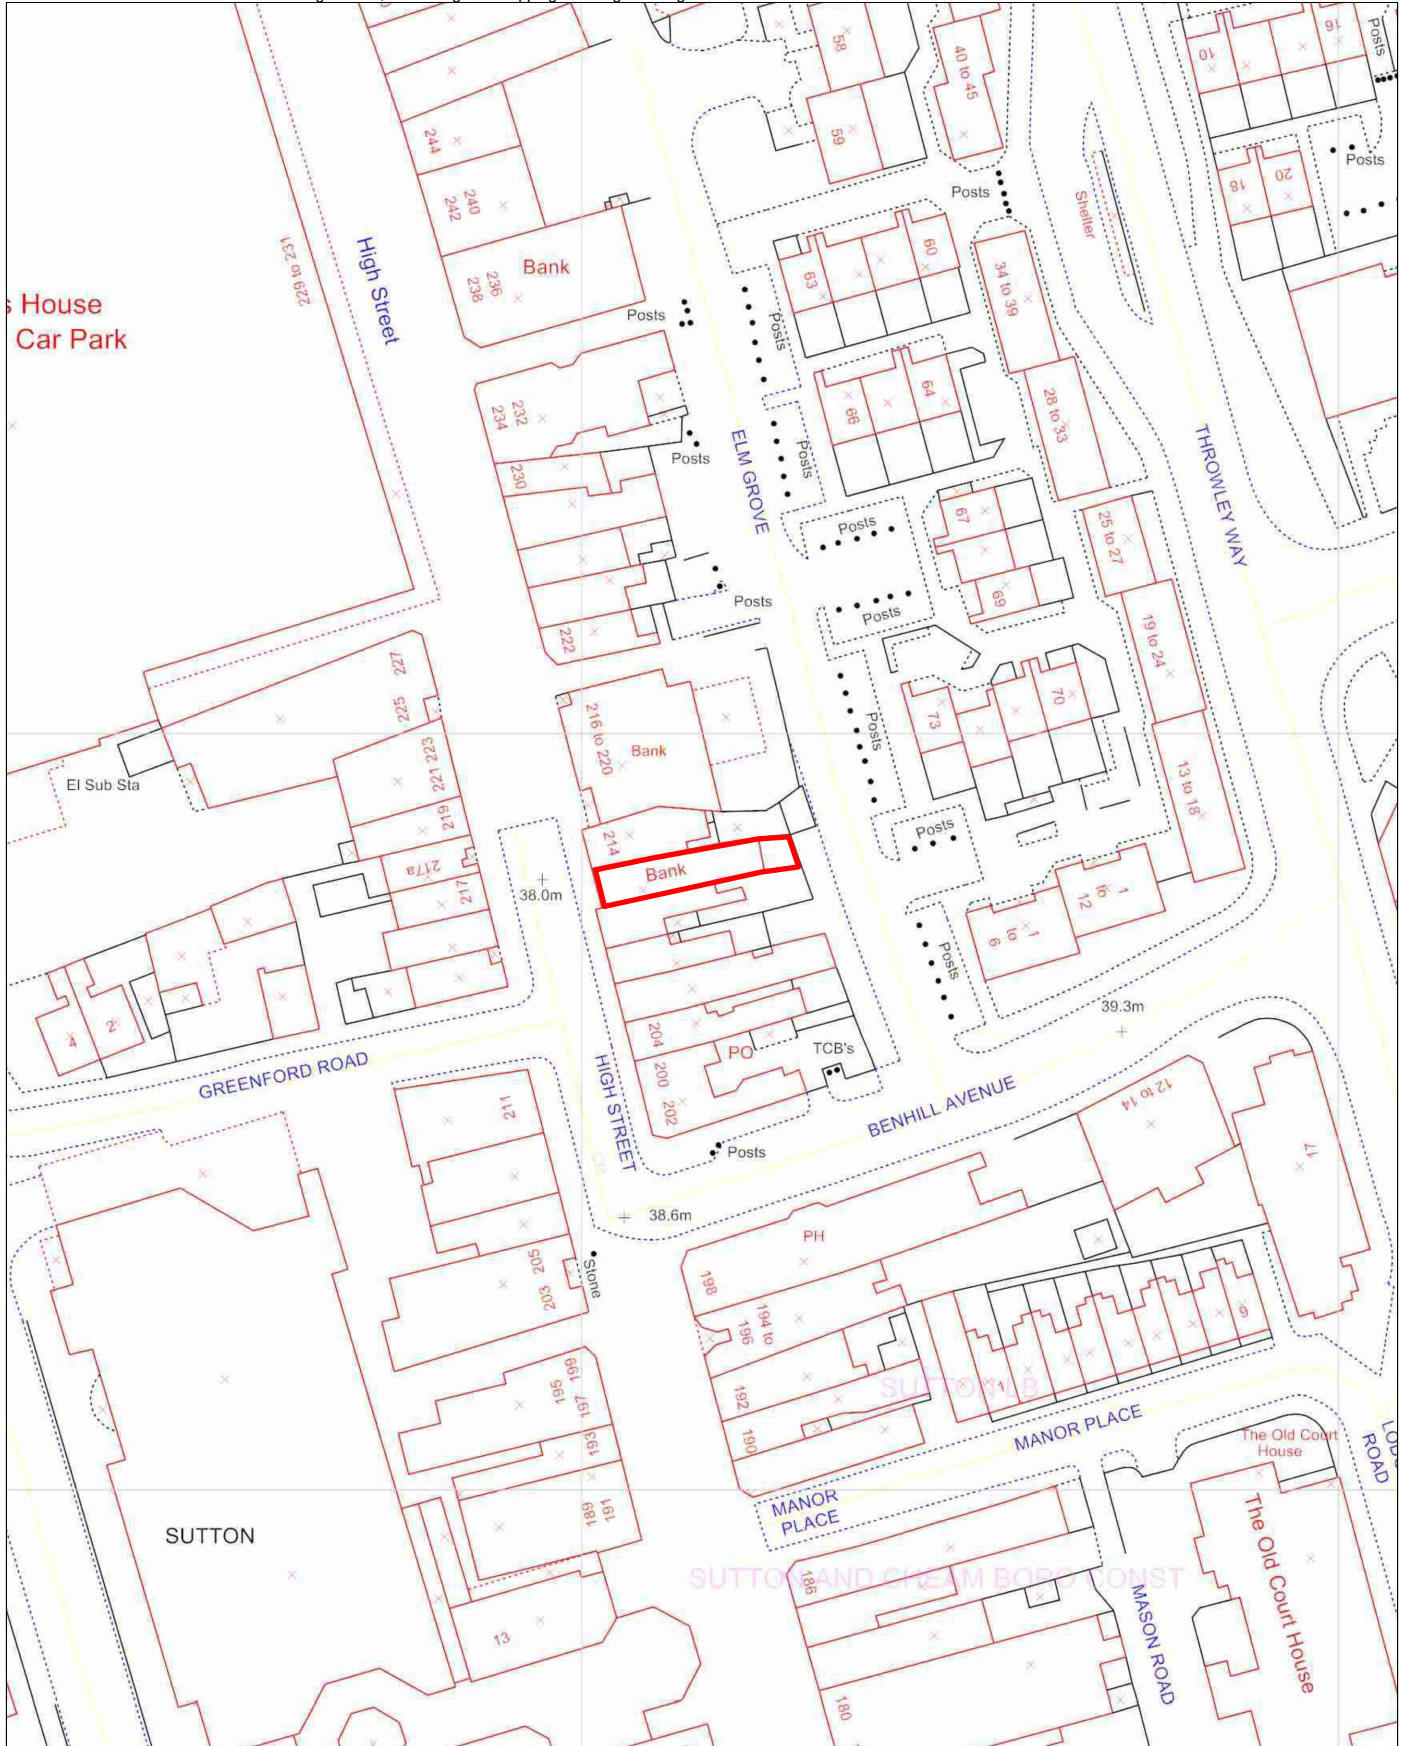 58
40 to 45
10
16
Posts
59
244
Posts
Posts
18
20
240
242
Shelter
229 to 231
High Street
60
Bank
236
238
63
34 to 39
House
Car Park
Posts
Posts
232
234
64
66
28 to 33
ELM GROVE
THROWLEY WAY
Posts
Posts
230
67
Posts
25 to 27
69
Posts
Posts
222
19 to 24
227
225
70
73
216 to 220
Bank
Posts
221 223
El Sub Sta
13 to 18
219
Posts
214
217a
217
Bank
38.0m
1 to 12
1 to 6
Posts
39.3m
2
4
204
PO
TCB's
200
202
GREENFORD ROAD
HIGH STREET
BENHILL AVENUE
12 to 14
211
17
Posts
38.6m
PH
205
203
Stone
198
194 to
196
9
199
197
195
192
SUTTON LB
1
193
190
MANOR PLACE
The Old Court
House
ROAD
MANOR
PLACE
191
189
SUTTON
The Old Court House
SUTTON AND CHEAM BORO CONST
186
MASON ROAD
13
180